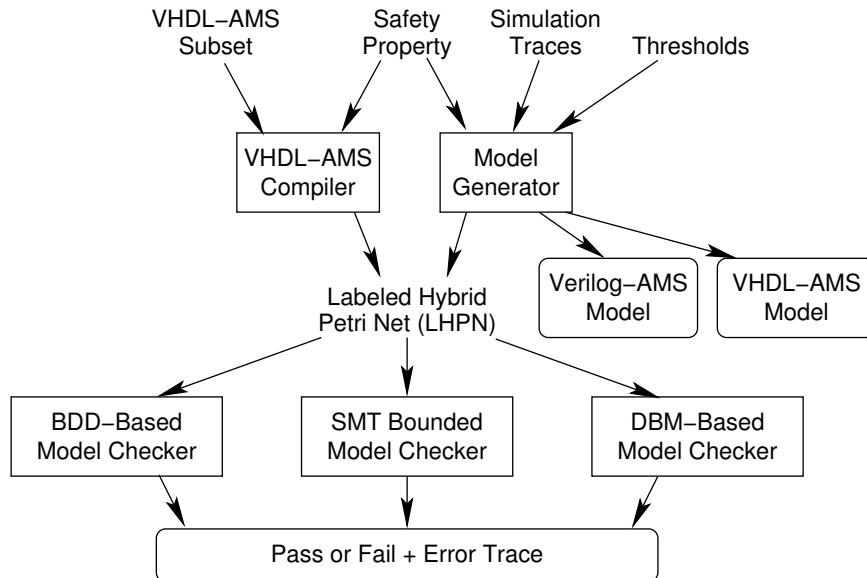 VHDL−AMS
Subset
Safety
Property
Simulation
Traces
Thresholds
VHDL−AMS
Compiler
Model
Generator
Verilog−AMS
Model
VHDL−AMS
Model
Labeled Hybrid
Petri Net (LHPN)
BDD−Based
Model Checker
SMT Bounded
Model Checker
DBM−Based
Model Checker
Pass or Fail + Error Trace